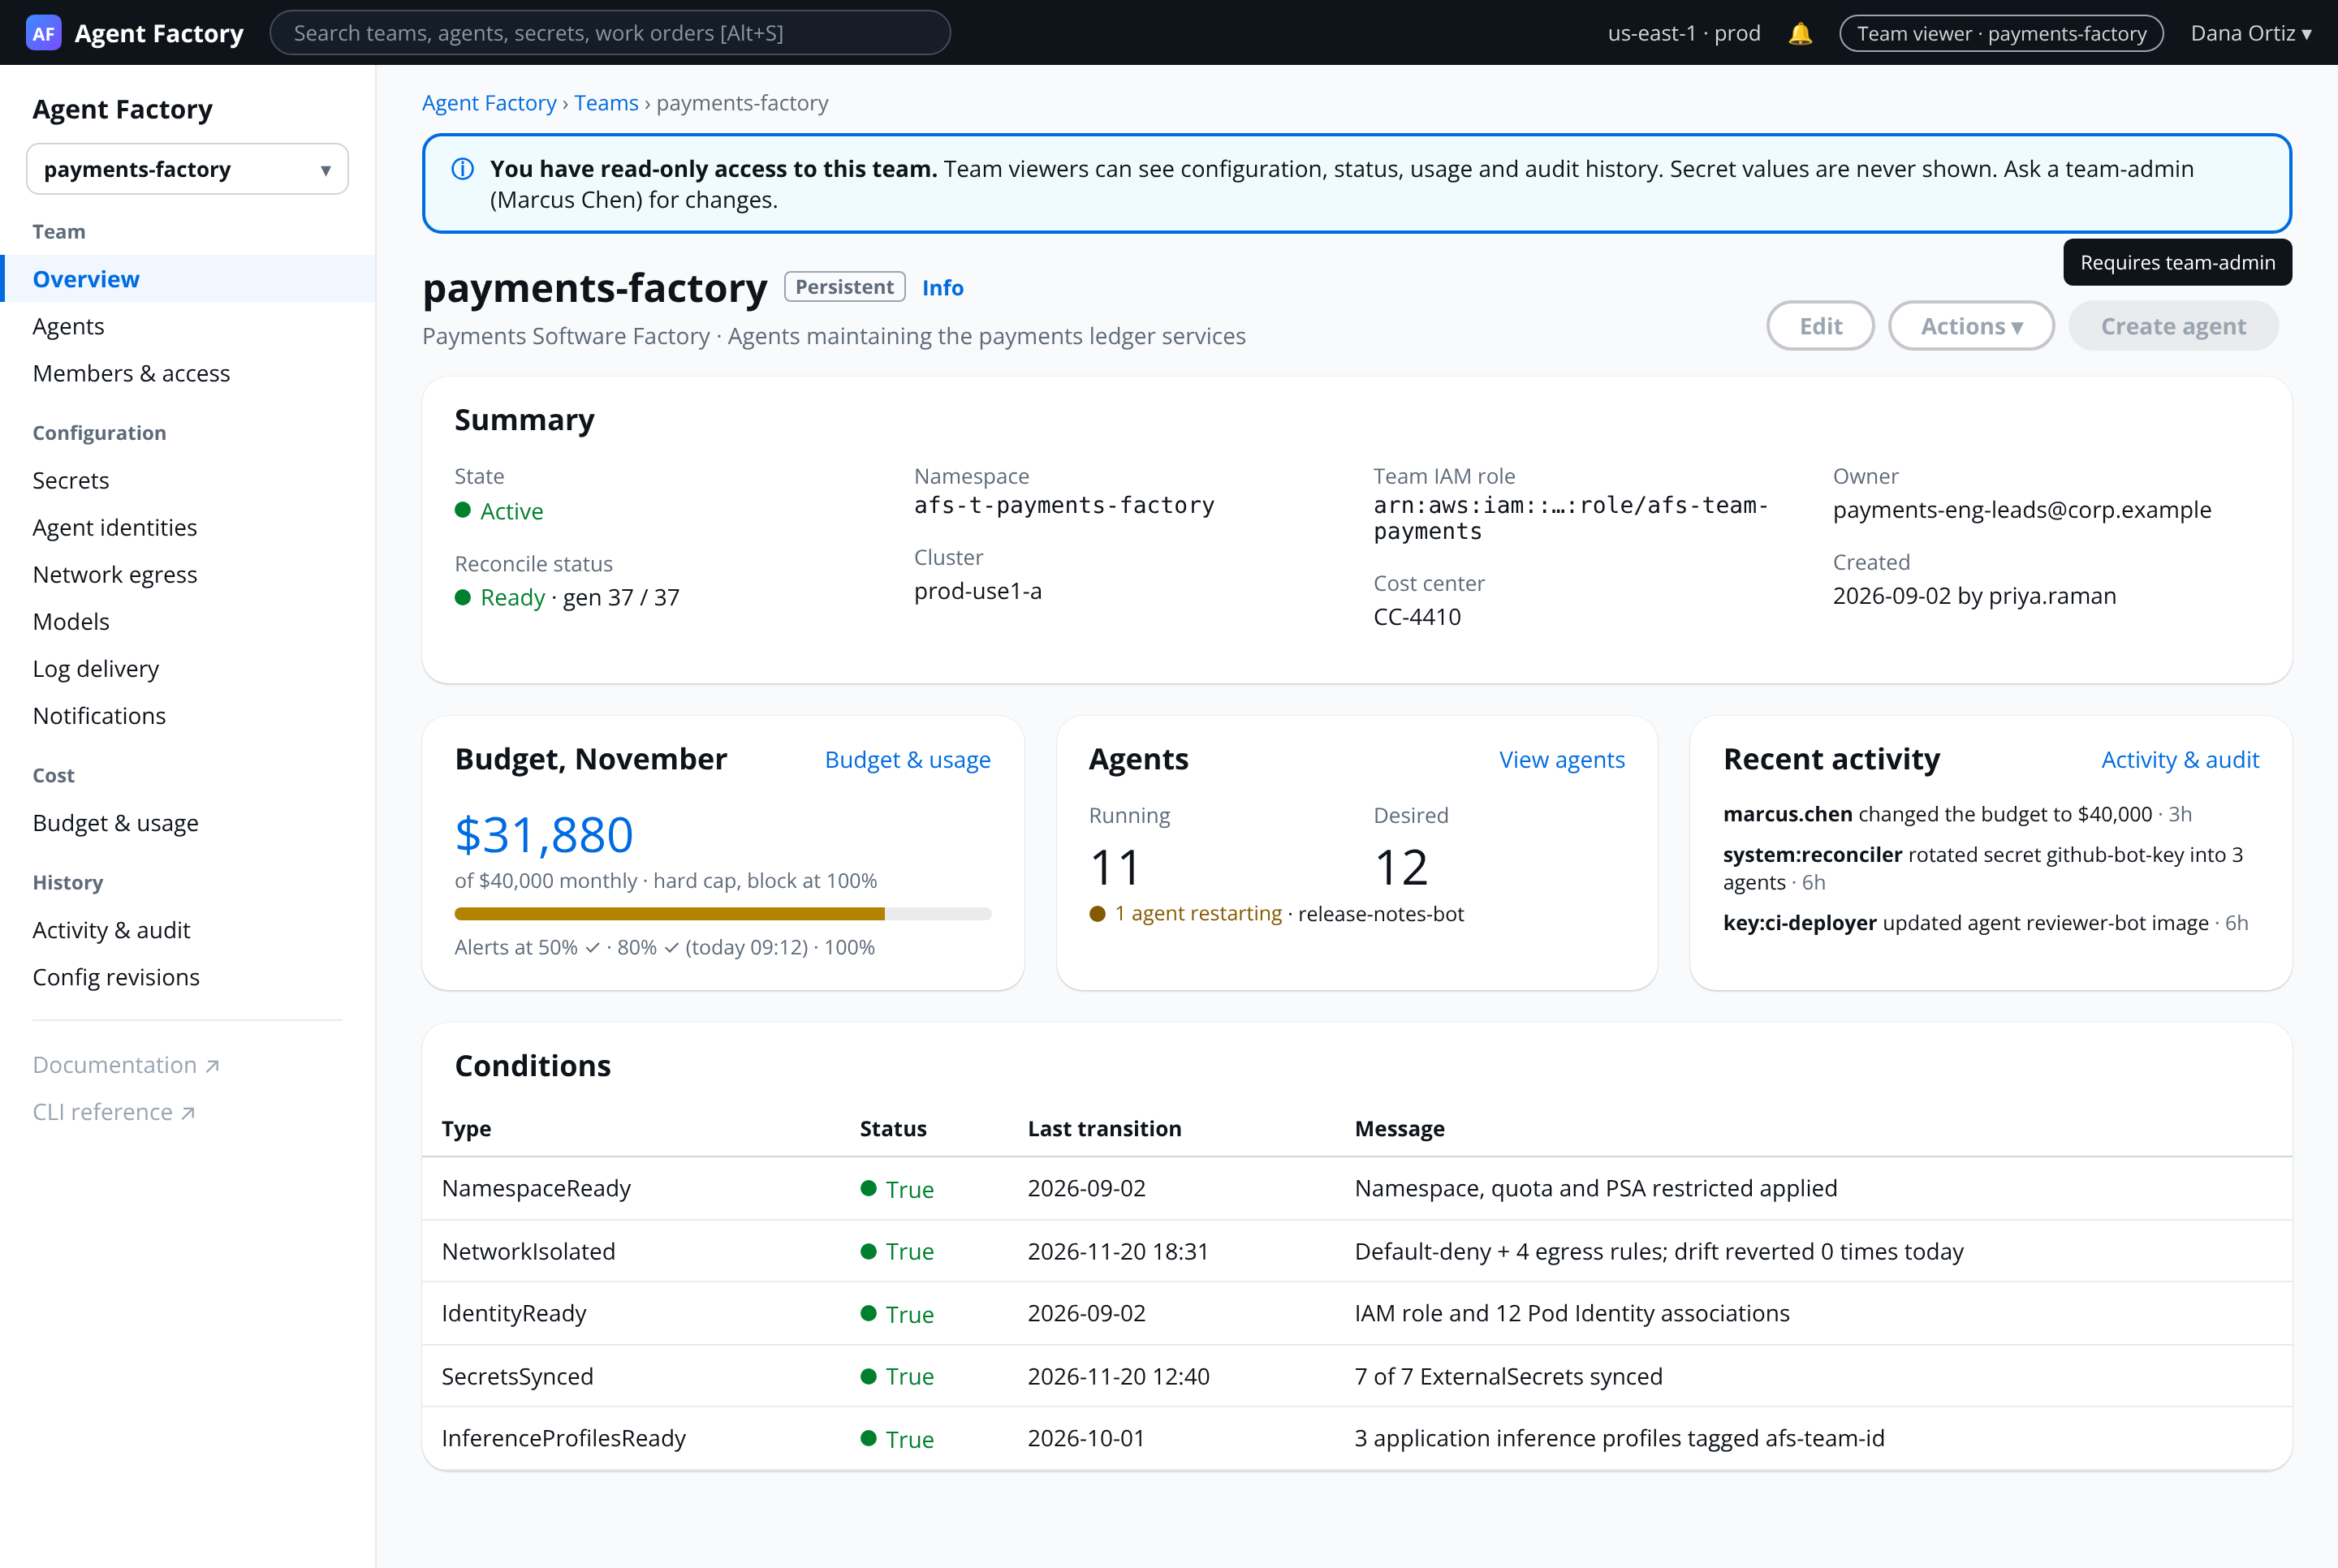 AF Agent Factory
Search teams, agents, secrets, work orders [Alt+S]
us-east-1 · prod
Team viewer · payments-factory
Dana Ortiz ▾
Agent Factory
payments-factory ▾
Team
Overview
Agents
Members & access
Configuration
Secrets
Agent identities
Network egress
Models
Log delivery
Notifications
Cost
Budget & usage
History
Activity & audit
Config revisions
Documentation ↗
CLI reference ↗
Agent Factory › Teams › payments-factory
You have read-only access to this team. Team viewers can see configuration, status, usage and audit history. Secret values are never shown. Ask a team-admin
(Marcus Chen) for changes.
Requires team-admin
payments-factory Persistent Info
Payments Software Factory · Agents maintaining the payments ledger services
Edit
Actions ▾
Create agent
Summary
State
Active
Reconcile status
Ready · gen 37 / 37
Namespace
afs-t-payments-factory
Cluster
prod-use1-a
Team IAM role
arn:aws:iam::…:role/afs-team-
payments
Cost center
CC-4410
Owner
payments-eng-leads@corp.example
Created
2026-09-02 by priya.raman
Budget, November
Budget & usage
$31,880
of $40,000 monthly · hard cap, block at 100%
Alerts at 50% ✓ · 80% ✓ (today 09:12) · 100%
Agents
View agents
Running
11
Desired
12
1 agent restarting · release-notes-bot
Recent activity
Activity & audit
marcus.chen changed the budget to $40,000 · 3h
system:reconciler rotated secret github-bot-key into 3
agents · 6h
key:ci-deployer updated agent reviewer-bot image · 6h
Conditions
Type Status Last transition Message
NamespaceReady True 2026-09-02 Namespace, quota and PSA restricted applied
NetworkIsolated True 2026-11-20 18:31 Default-deny + 4 egress rules; drift reverted 0 times today
IdentityReady True 2026-09-02 IAM role and 12 Pod Identity associations
SecretsSynced True 2026-11-20 12:40 7 of 7 ExternalSecrets synced
InferenceProfilesReady True 2026-10-01 3 application inference profiles tagged afs-team-id